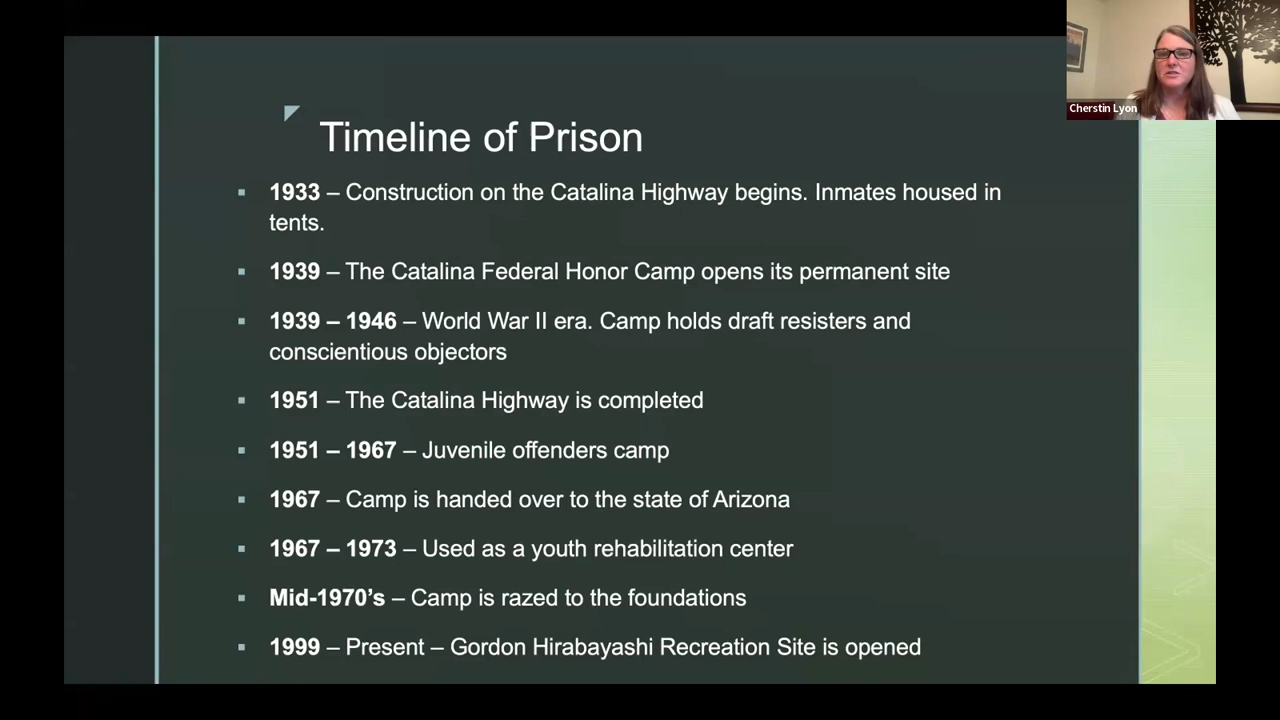 Cherstin Lyon
Timeline of Prison
1933 – Construction on the Catalina Highway begins. Inmates housed in
tents.
1939 – The Catalina Federal Honor Camp opens its permanent site
1939 – 1946 – World War II era. Camp holds draft resisters and
conscientious objectors
1951 – The Catalina Highway is completed
1951 – 1967 – Juvenile offenders camp
1967 – Camp is handed over to the state of Arizona
1967 – 1973 – Used as a youth rehabilitation center
Mid-1970’s – Camp is razed to the foundations
1999 – Present – Gordon Hirabayashi Recreation Site is opened